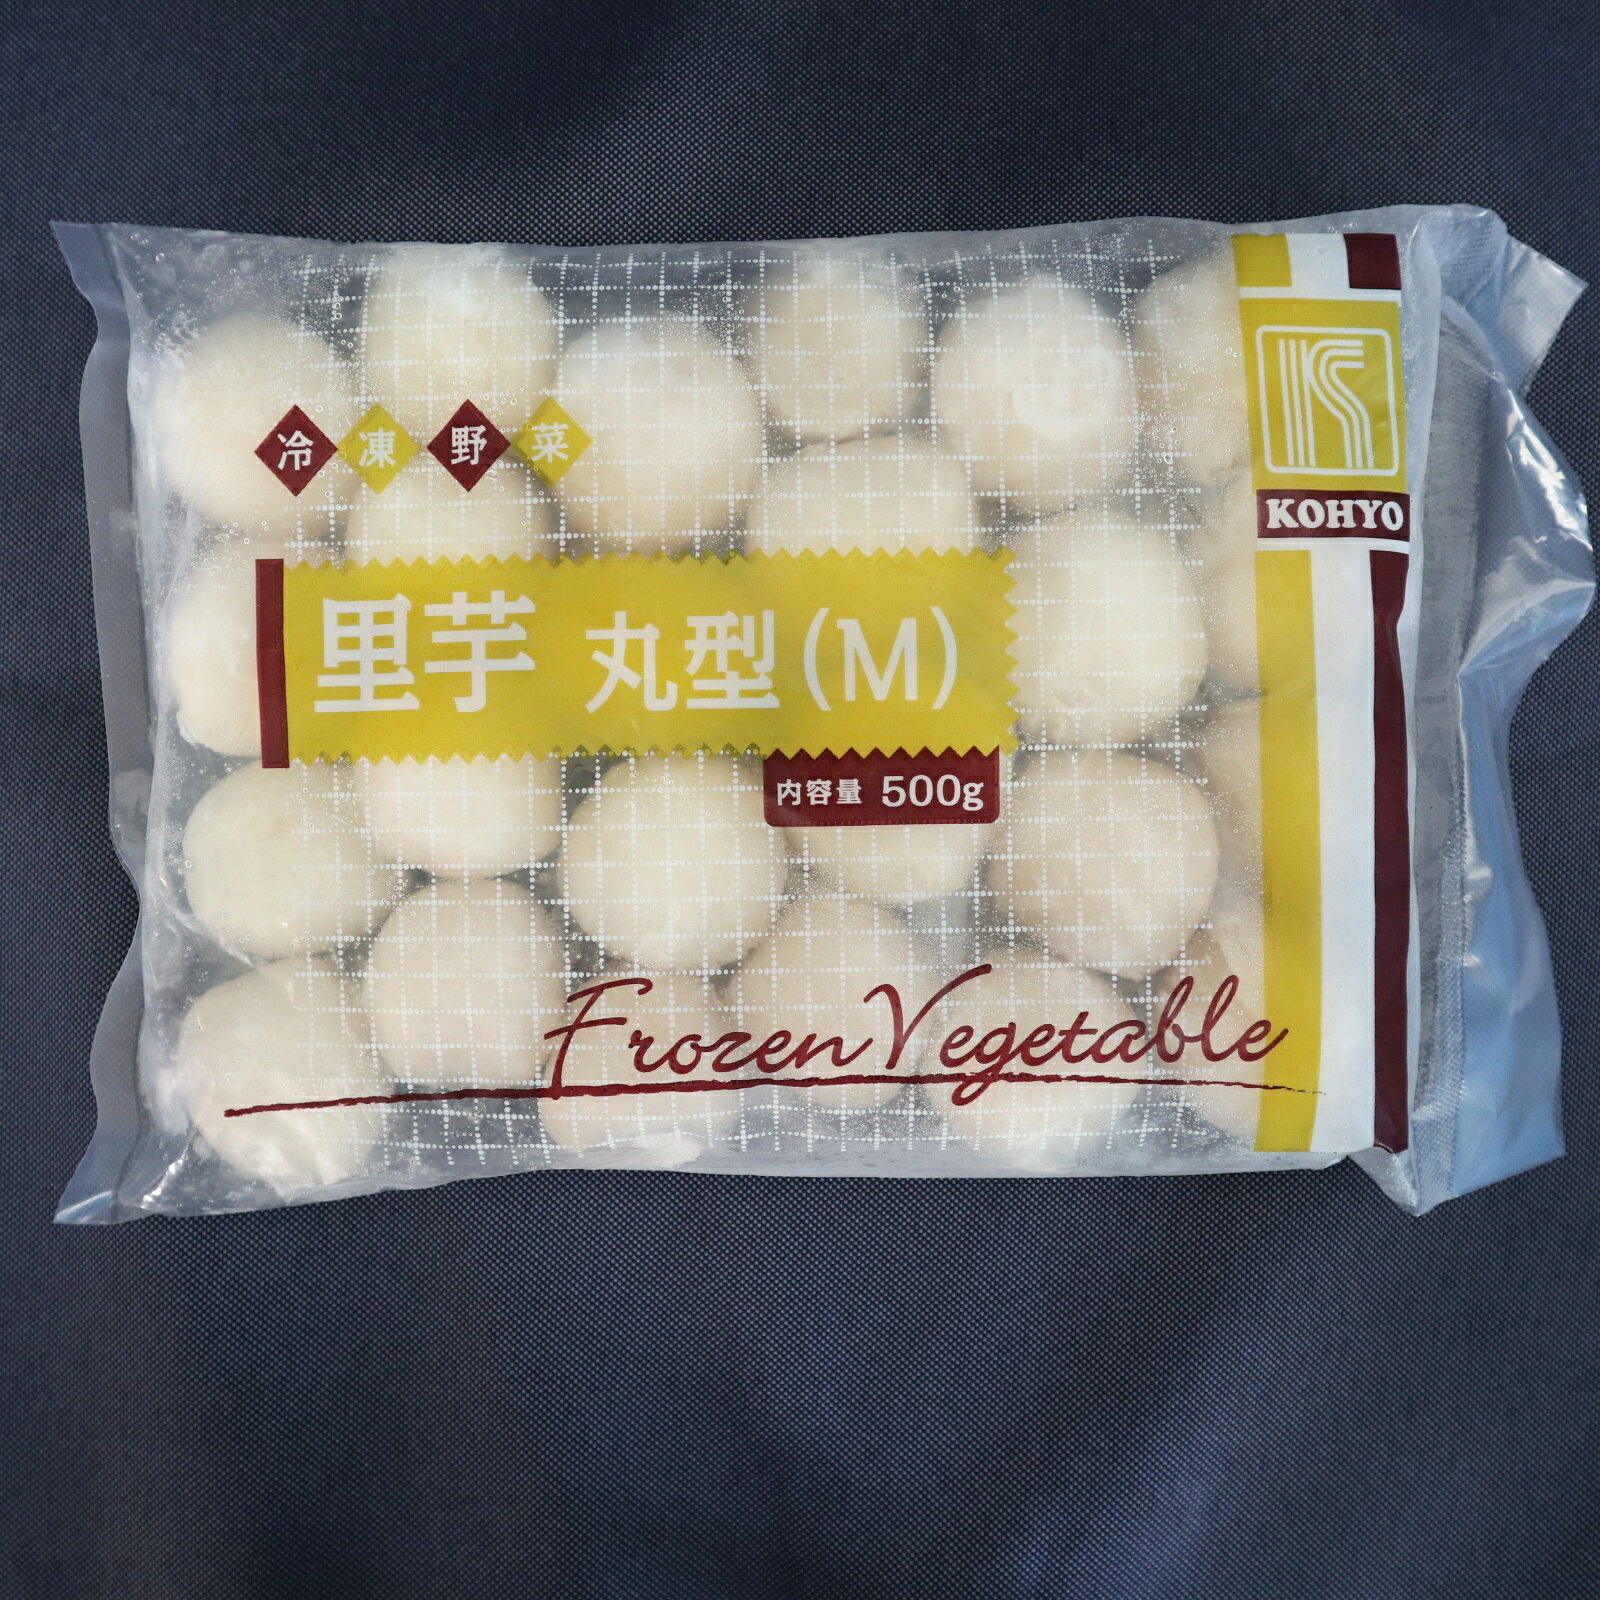 冷凍野菜
里芋 丸型(M)
内容量 500g
Frozen Vegetable
K
KOHYO